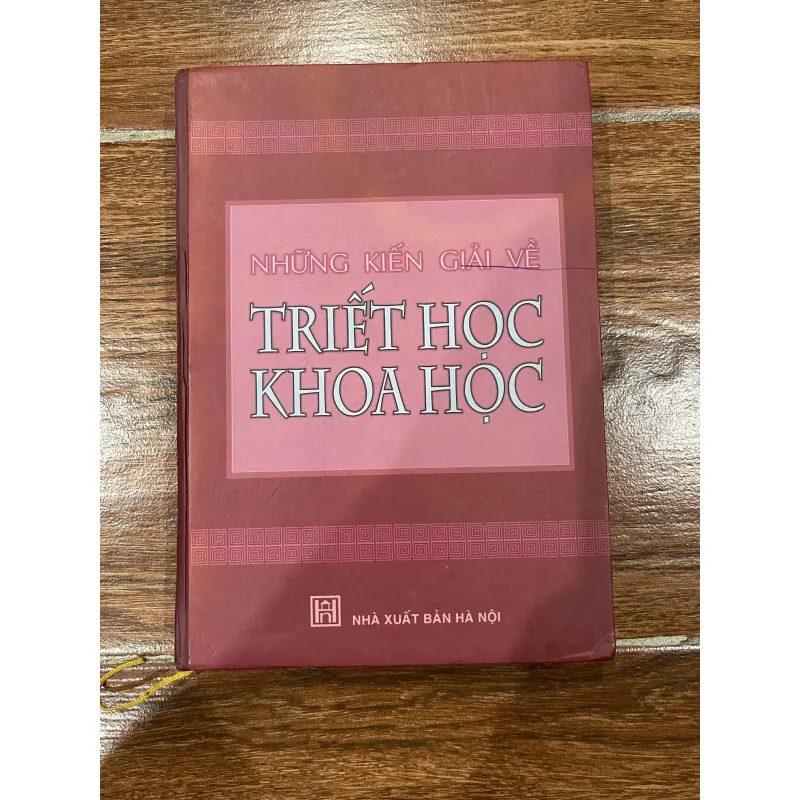 NHỮNG KIẾN GIẢI VỀ
TRIẾT HỌC
KHOA HỌC
NHÀ XUẤT BẢN HÀ NỘI